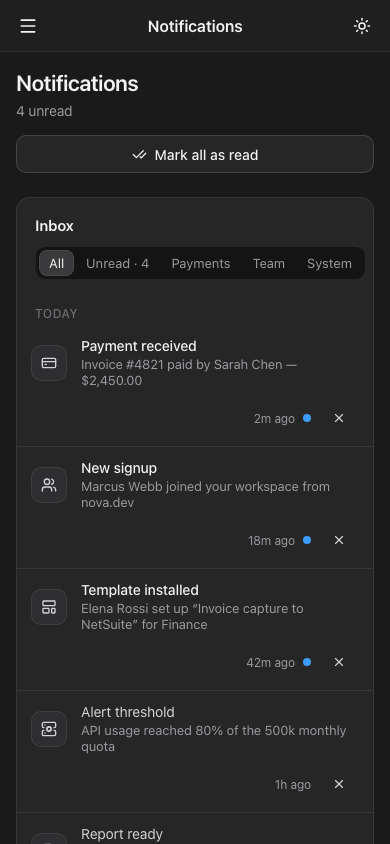 Notifications
Notifications
4 unread
Mark all as read
Inbox
All
Unread · 4
Payments
Team
System
TODAY
Payment received
Invoice #4821 paid by Sarah Chen —
$2,450.00
2m ago
New signup
Marcus Webb joined your workspace from
nova.dev
18m ago
Template installed
Elena Rossi set up “Invoice capture to
NetSuite” for Finance
42m ago
Alert threshold
API usage reached 80% of the 500k monthly
quota
1h ago
Report ready